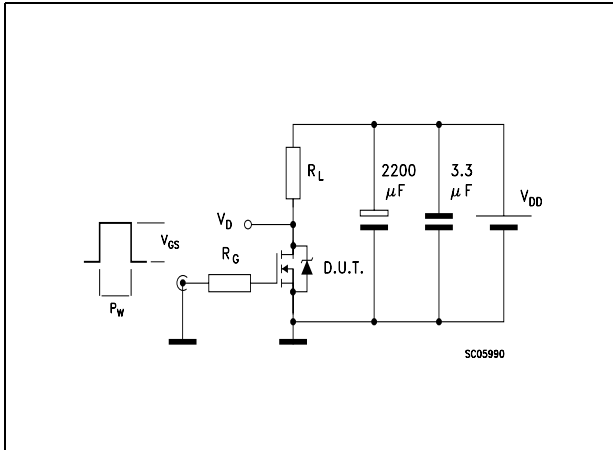 R_L
2200 μF
3.3 μF
V_DD
V_D
V_GS
R_G
D.U.T.
P_W
SC05990